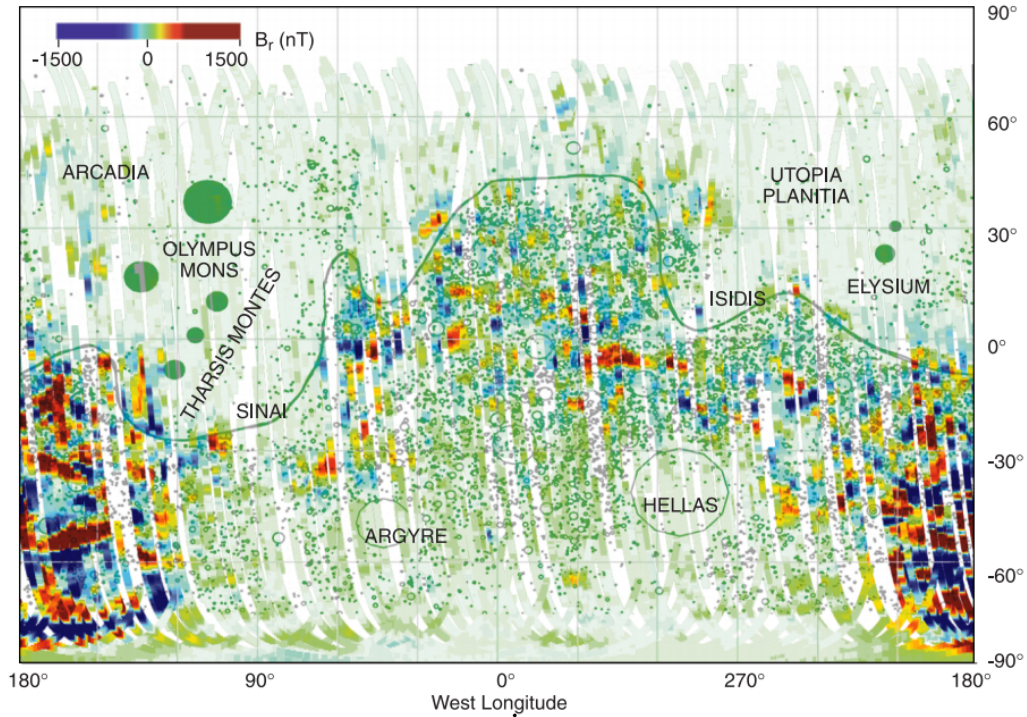 90°
Br (nT)
-1500 0 1500
60°
ARCADIA
UTOPIA
PLANITIA
30°
OLYMPUS
MONS
ELYSIUM
ISIDIS
THARSIS MONTES
0°
SINAI
-30°
HELLAS
ARGYRE
-60°
-90°
180° 90° 0° 270° 180°
West Longitude